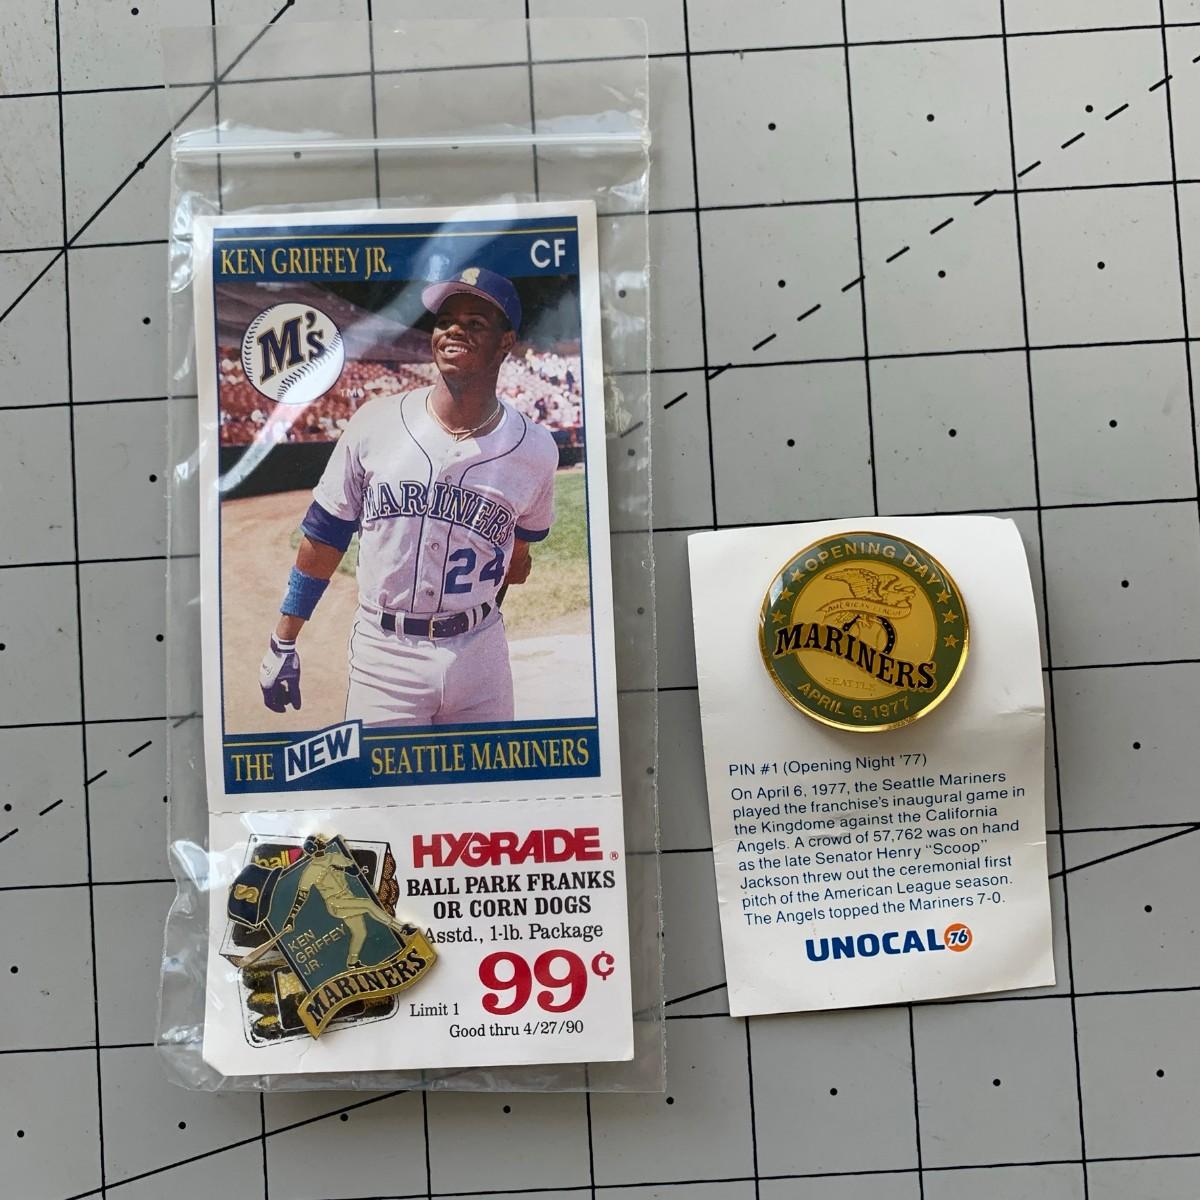 KEN GRIFFEY JR.
CF
M's
TM
S
MARINERS
24
THE NEW SEATTLE MARINERS
HYGRADE®
BALL PARK FRANKS
OR CORN DOGS
Asstd., 1-lb. Package
99¢
Limit 1
Good thru 4/27/90
ball
S
KEN
GRIFFEY
JR.
MARINERS
OPENING DAY
AMERICAN LEAGUE
MARINERS
SEATTLE
APRIL 6, 1977
PIN #1 (Opening Night '77)
On April 6, 1977, the Seattle Mariners
played the franchise's inaugural game in
the Kingdome against the California
Angels. A crowd of 57,762 was on hand
as the late Senator Henry "Scoop"
Jackson threw out the ceremonial first
pitch of the American League season.
The Angels topped the Mariners 7-0.
UNOCAL 76